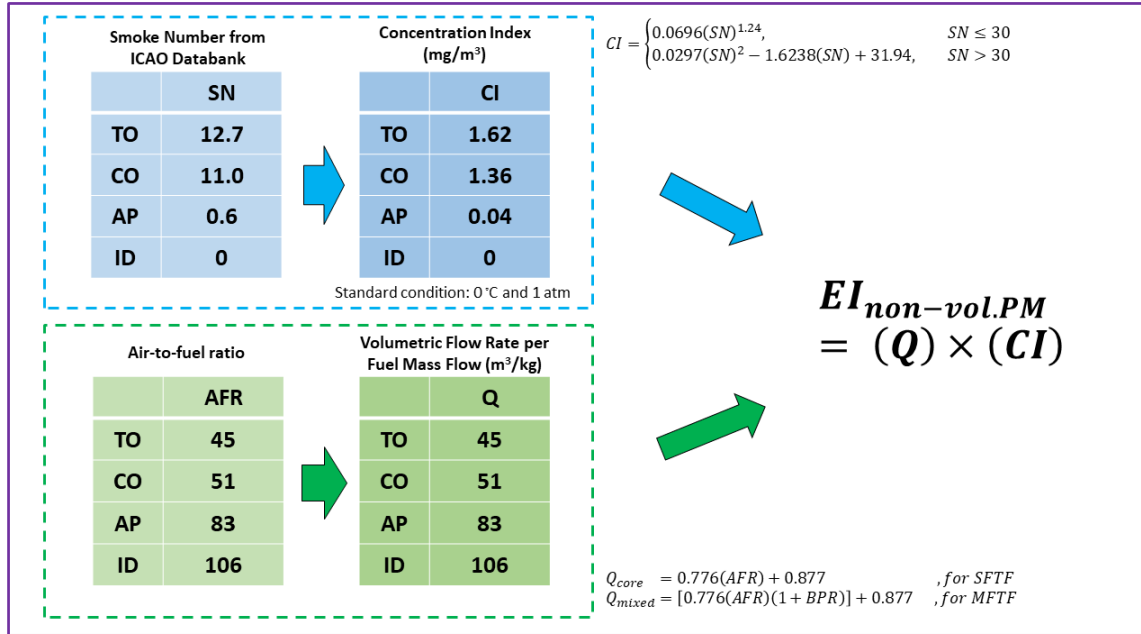 Smoke Number from
ICAO Databank
SN
TO 12.7
CO 11.0
AP 0.6
ID 0
Concentration Index
(mg/m³)
CI
TO 1.62
CO 1.36
AP 0.04
ID 0
Standard condition: 0 ℃ and 1 atm
CI = {0.0696(SN)^1.24, SN ≤ 30
0.0297(SN)² − 1.6238(SN) + 31.94, SN > 30
Air-to-fuel ratio
AFR
TO 45
CO 51
AP 83
ID 106
Volumetric Flow Rate per
Fuel Mass Flow (m³/kg)
Q
TO 45
CO 51
AP 83
ID 106
EI_non−vol.PM
= (Q) × (CI)
Q_core = 0.776(AFR) + 0.877 , for SFTF
Q_mixed = [0.776(AFR)(1 + BPR)] + 0.877 , for MFTF